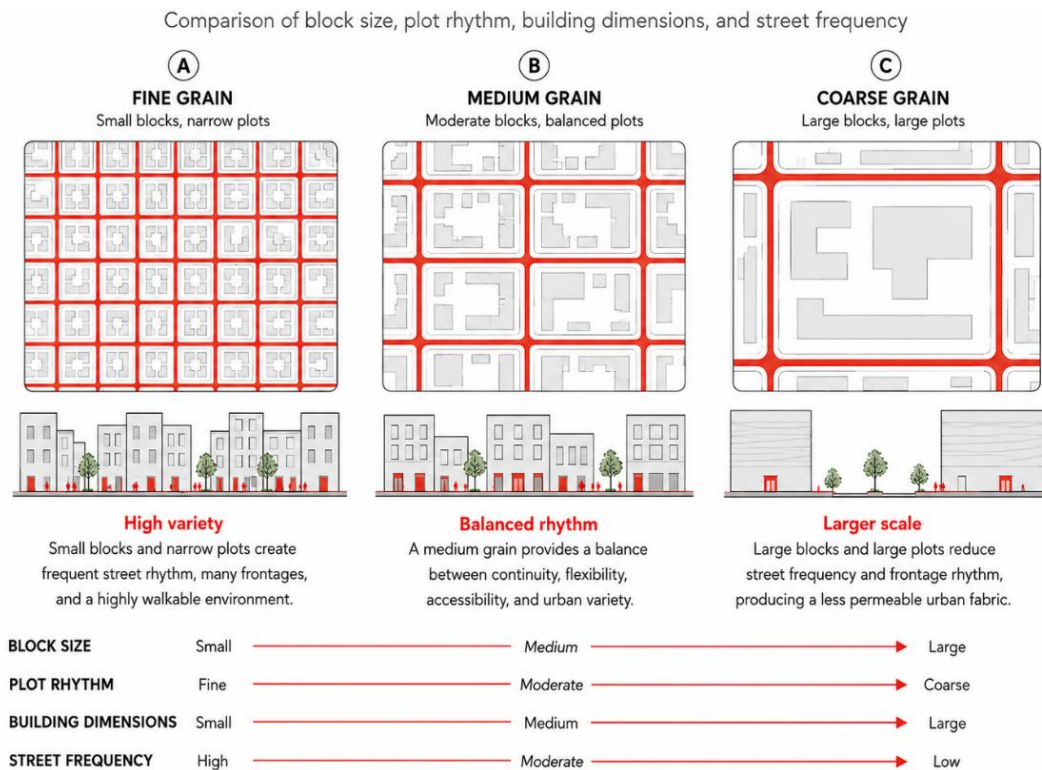 Comparison of block size, plot rhythm, building dimensions, and street frequency
A
FINE GRAIN
Small blocks, narrow plots
B
MEDIUM GRAIN
Moderate blocks, balanced plots
C
COARSE GRAIN
Large blocks, large plots
High variety
Small blocks and narrow plots create
frequent street rhythm, many frontages,
and a highly walkable environment.
Balanced rhythm
A medium grain provides a balance
between continuity, flexibility,
accessibility, and urban variety.
Larger scale
Large blocks and large plots reduce
street frequency and frontage rhythm,
producing a less permeable urban fabric.
BLOCK SIZE Small Medium Large
PLOT RHYTHM Fine Moderate Coarse
BUILDING DIMENSIONS Small Medium Large
STREET FREQUENCY High Moderate Low